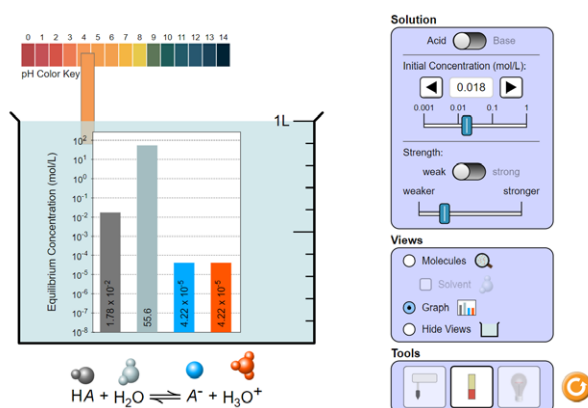 0 1 2 3 4 5 6 7 8 9 10 11 12 13 14
pH Color Key
1L
Equilibrium Concentration (mol/L)
10²
10¹
10⁰
10⁻¹
10⁻²
10⁻³
10⁻⁴
10⁻⁵
10⁻⁶
10⁻⁷
10⁻⁸
1.78 x 10⁻²
55.6
4.22 x 10⁻⁵
4.22 x 10⁻⁵
HA + H₂O ⇌ A⁻ + H₃O⁺
Solution
Acid Base
Initial Concentration (mol/L):
0.018
0.001 0.01 0.1 1
Strength:
weak strong
weaker stronger
Views
Molecules
Solvent
Graph
Hide Views
Tools